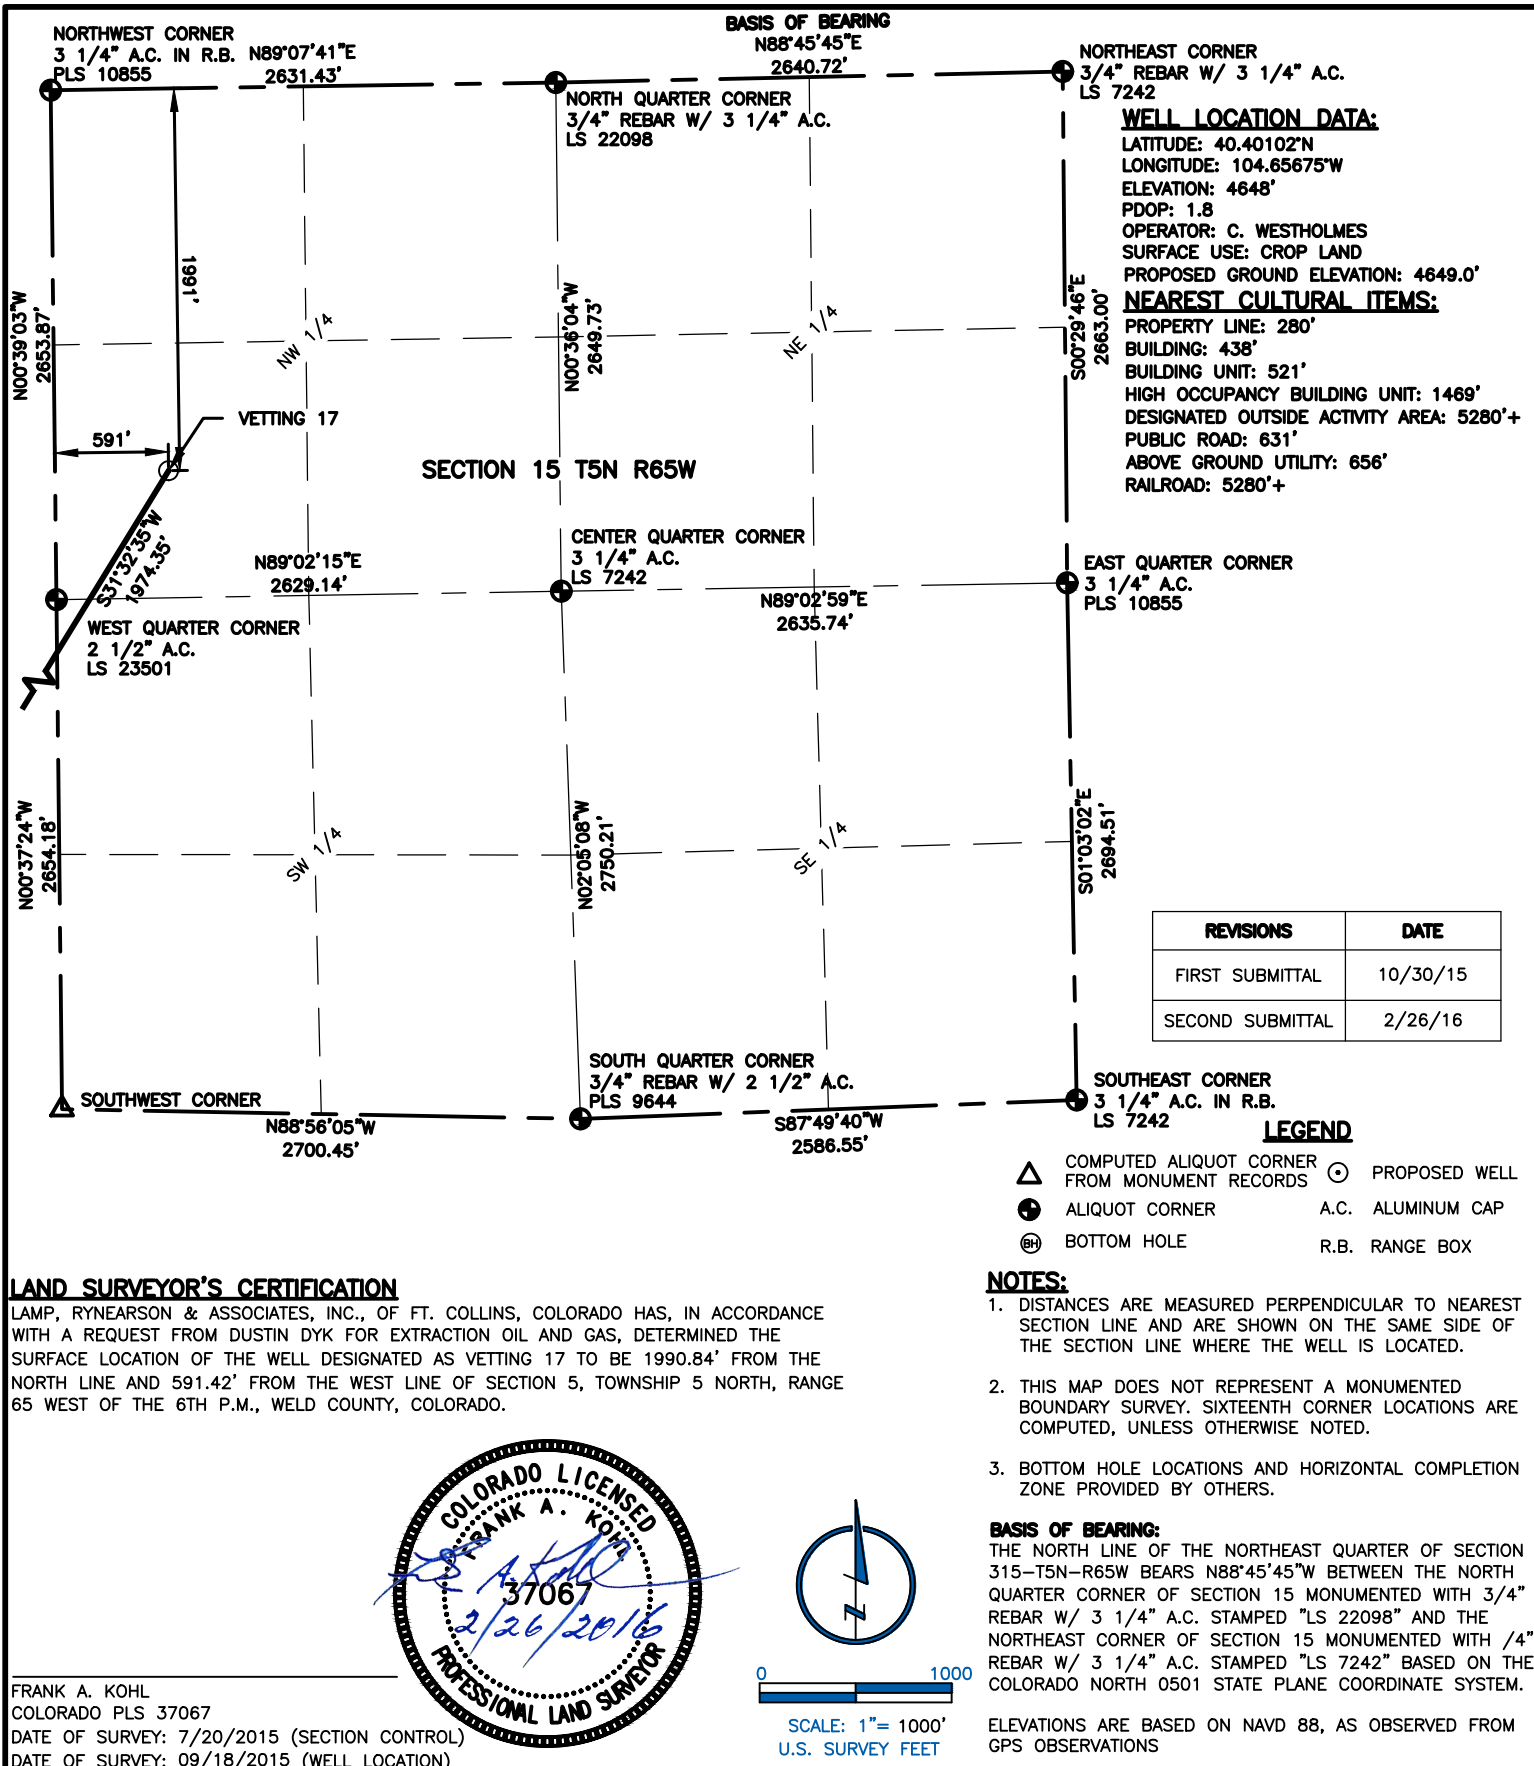 BASIS OF BEARING
N88°45'45"E
2640.72'
NORTHWEST CORNER
3 1/4" A.C. IN R.B.
PLS 10855
N89°07'41"E
2631.43'
NORTH QUARTER CORNER
3/4" REBAR W/ 3 1/4" A.C.
LS 22098
NORTHEAST CORNER
3/4" REBAR W/ 3 1/4" A.C.
LS 7242
WELL LOCATION DATA:
LATITUDE: 40.40102°N
LONGITUDE: 104.65675°W
ELEVATION: 4648'
PDOP: 1.8
OPERATOR: C. WESTHOLMES
SURFACE USE: CROP LAND
PROPOSED GROUND ELEVATION: 4649.0'
NEAREST CULTURAL ITEMS:
PROPERTY LINE: 280'
BUILDING: 438'
BUILDING UNIT: 521'
HIGH OCCUPANCY BUILDING UNIT: 1469'
DESIGNATED OUTSIDE ACTIVITY AREA: 5280'+
PUBLIC ROAD: 631'
ABOVE GROUND UTILITY: 656'
RAILROAD: 5280'+
N00°39'03"W
2653.87'
1991'
NW 1/4
N00°36'04"W
2649.73'
NE 1/4
S00°29'46"E
2663.00'
VETTING 17
591'
SECTION 15 T5N R65W
S31°32'35"W
1974.35'
N89°02'15"E
2629.14'
CENTER QUARTER CORNER
3 1/4" A.C.
LS 7242
N89°02'59"E
2635.74'
EAST QUARTER CORNER
3 1/4" A.C.
PLS 10855
WEST QUARTER CORNER
2 1/2" A.C.
LS 23501
N00°37'24"W
2654.18'
SW 1/4
N02°05'08"W
2750.21'
SE 1/4
S01°03'02"E
2694.51'
REVISIONS DATE
FIRST SUBMITTAL 10/30/15
SECOND SUBMITTAL 2/26/16
SOUTHWEST CORNER
N88°56'05"W
2700.45'
SOUTH QUARTER CORNER
3/4" REBAR W/ 2 1/2" A.C.
PLS 9644
S87°49'40"W
2586.55'
SOUTHEAST CORNER
3 1/4" A.C. IN R.B.
LS 7242
LEGEND
COMPUTED ALIQUOT CORNER
FROM MONUMENT RECORDS
PROPOSED WELL
ALIQUOT CORNER
A.C. ALUMINUM CAP
BH BOTTOM HOLE
R.B. RANGE BOX
LAND SURVEYOR'S CERTIFICATION
LAMP, RYNEARSON & ASSOCIATES, INC., OF FT. COLLINS, COLORADO HAS, IN ACCORDANCE
WITH A REQUEST FROM DUSTIN DYK FOR EXTRACTION OIL AND GAS, DETERMINED THE
SURFACE LOCATION OF THE WELL DESIGNATED AS VETTING 17 TO BE 1990.84' FROM THE
NORTH LINE AND 591.42' FROM THE WEST LINE OF SECTION 5, TOWNSHIP 5 NORTH, RANGE
65 WEST OF THE 6TH P.M., WELD COUNTY, COLORADO.
NOTES:
1. DISTANCES ARE MEASURED PERPENDICULAR TO NEAREST
SECTION LINE AND ARE SHOWN ON THE SAME SIDE OF
THE SECTION LINE WHERE THE WELL IS LOCATED.
2. THIS MAP DOES NOT REPRESENT A MONUMENTED
BOUNDARY SURVEY. SIXTEENTH CORNER LOCATIONS ARE
COMPUTED, UNLESS OTHERWISE NOTED.
3. BOTTOM HOLE LOCATIONS AND HORIZONTAL COMPLETION
ZONE PROVIDED BY OTHERS.
BASIS OF BEARING:
THE NORTH LINE OF THE NORTHEAST QUARTER OF SECTION
315-T5N-R65W BEARS N88°45'45"W BETWEEN THE NORTH
QUARTER CORNER OF SECTION 15 MONUMENTED WITH 3/4"
REBAR W/ 3 1/4" A.C. STAMPED "LS 22098" AND THE
NORTHEAST CORNER OF SECTION 15 MONUMENTED WITH /4"
REBAR W/ 3 1/4" A.C. STAMPED "LS 7242" BASED ON THE
COLORADO NORTH 0501 STATE PLANE COORDINATE SYSTEM.
ELEVATIONS ARE BASED ON NAVD 88, AS OBSERVED FROM
GPS OBSERVATIONS
COLORADO LICENSED
FRANK A. KOHL
37067
2/26/2016
PROFESSIONAL LAND SURVEYOR
N
0 1000
SCALE: 1"= 1000'
U.S. SURVEY FEET
FRANK A. KOHL
COLORADO PLS 37067
DATE OF SURVEY: 7/20/2015 (SECTION CONTROL)
DATE OF SURVEY: 09/18/2015 (WELL LOCATION)